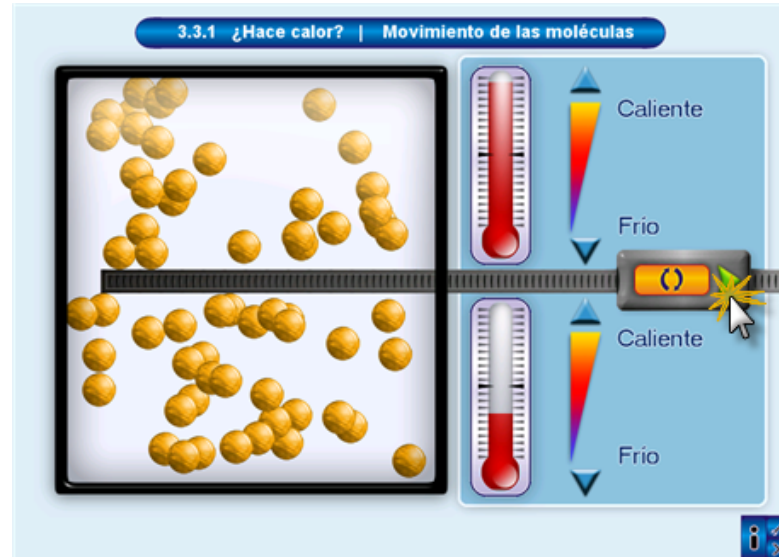 3.3.1 ¿Hace calor? | Movimiento de las moléculas
Caliente
Frio
Caliente
Frio
i